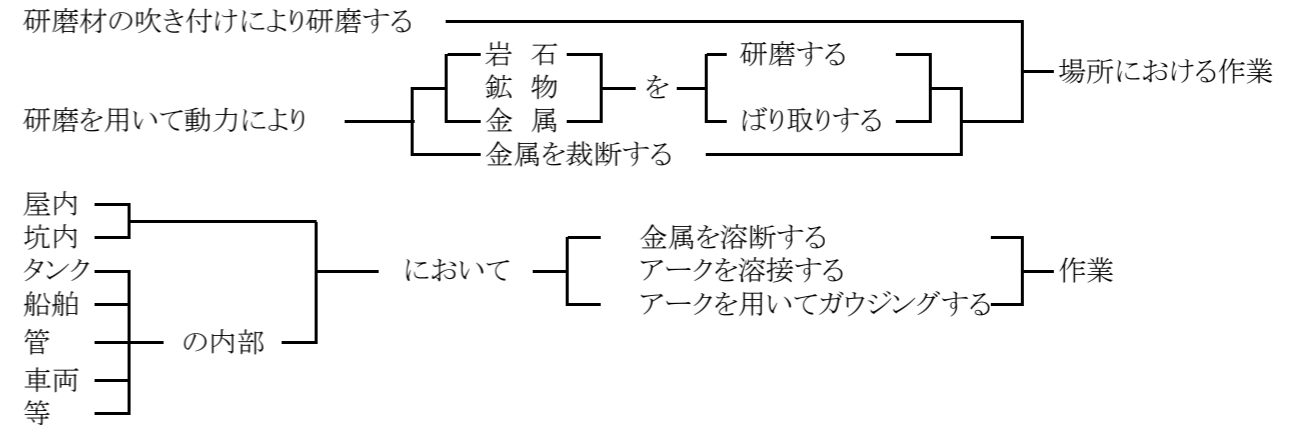 研磨材の吹き付けにより研磨する
岩 石
研磨する
場所における作業
鉱 物
を
研磨を用いて動力により
金 属
ばり取りする
金属を裁断する
屋内
坑内
金属を溶断する
タンク
において
アークを溶接する
作業
船舶
アークを用いてガウジングする
管
の内部
車両
等